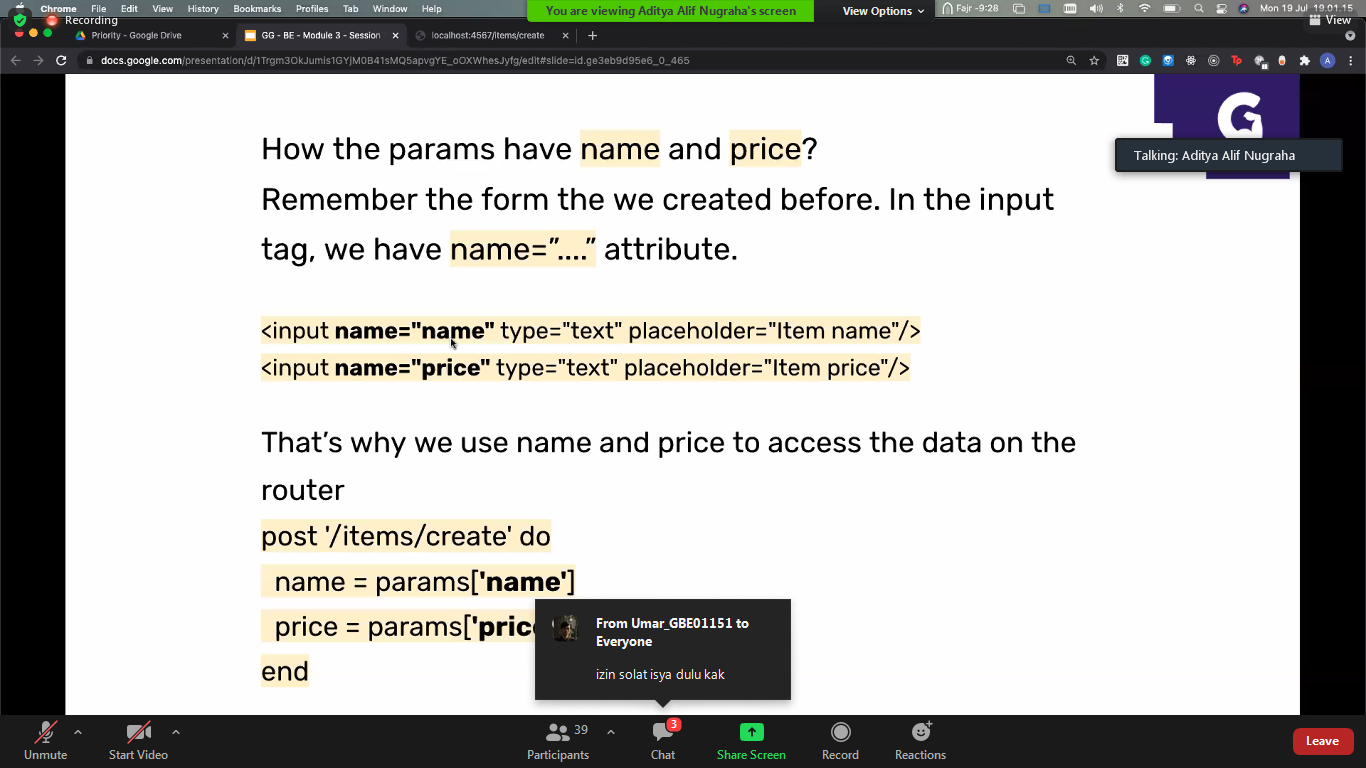 Chrome File Edit View History Bookmarks Profiles Tab Window Help
You are viewing Aditya Alif Nugraha's screen
View Options
Fajr -9:28
Mon 19 Jul 19.01.15
Recording
View
Priority - Google Drive
GG - BE - Module 3 - Session
localhost:4567/items/create
docs.google.com/presentation/d/1Trgm3OkJumis1GYjM0B41sMQ5apvgYE_oOXWhesJyfg/edit#slide=id.ge3eb9d95e6_0_465
G
Talking: Aditya Alif Nugraha
How the params have name and price?
Remember the form the we created before. In the input
tag, we have name=”....” attribute.
<input name="name" type="text" placeholder="Item name"/>
<input name="price" type="text" placeholder="Item price"/>
That’s why we use name and price to access the data on the
router
post '/items/create' do
name = params['name']
price = params['pric
end
From Umar_GBE01151 to
Everyone
izin solat isya dulu kak
Unmute
Start Video
39
Participants
3
Chat
Share Screen
Record
Reactions
Leave